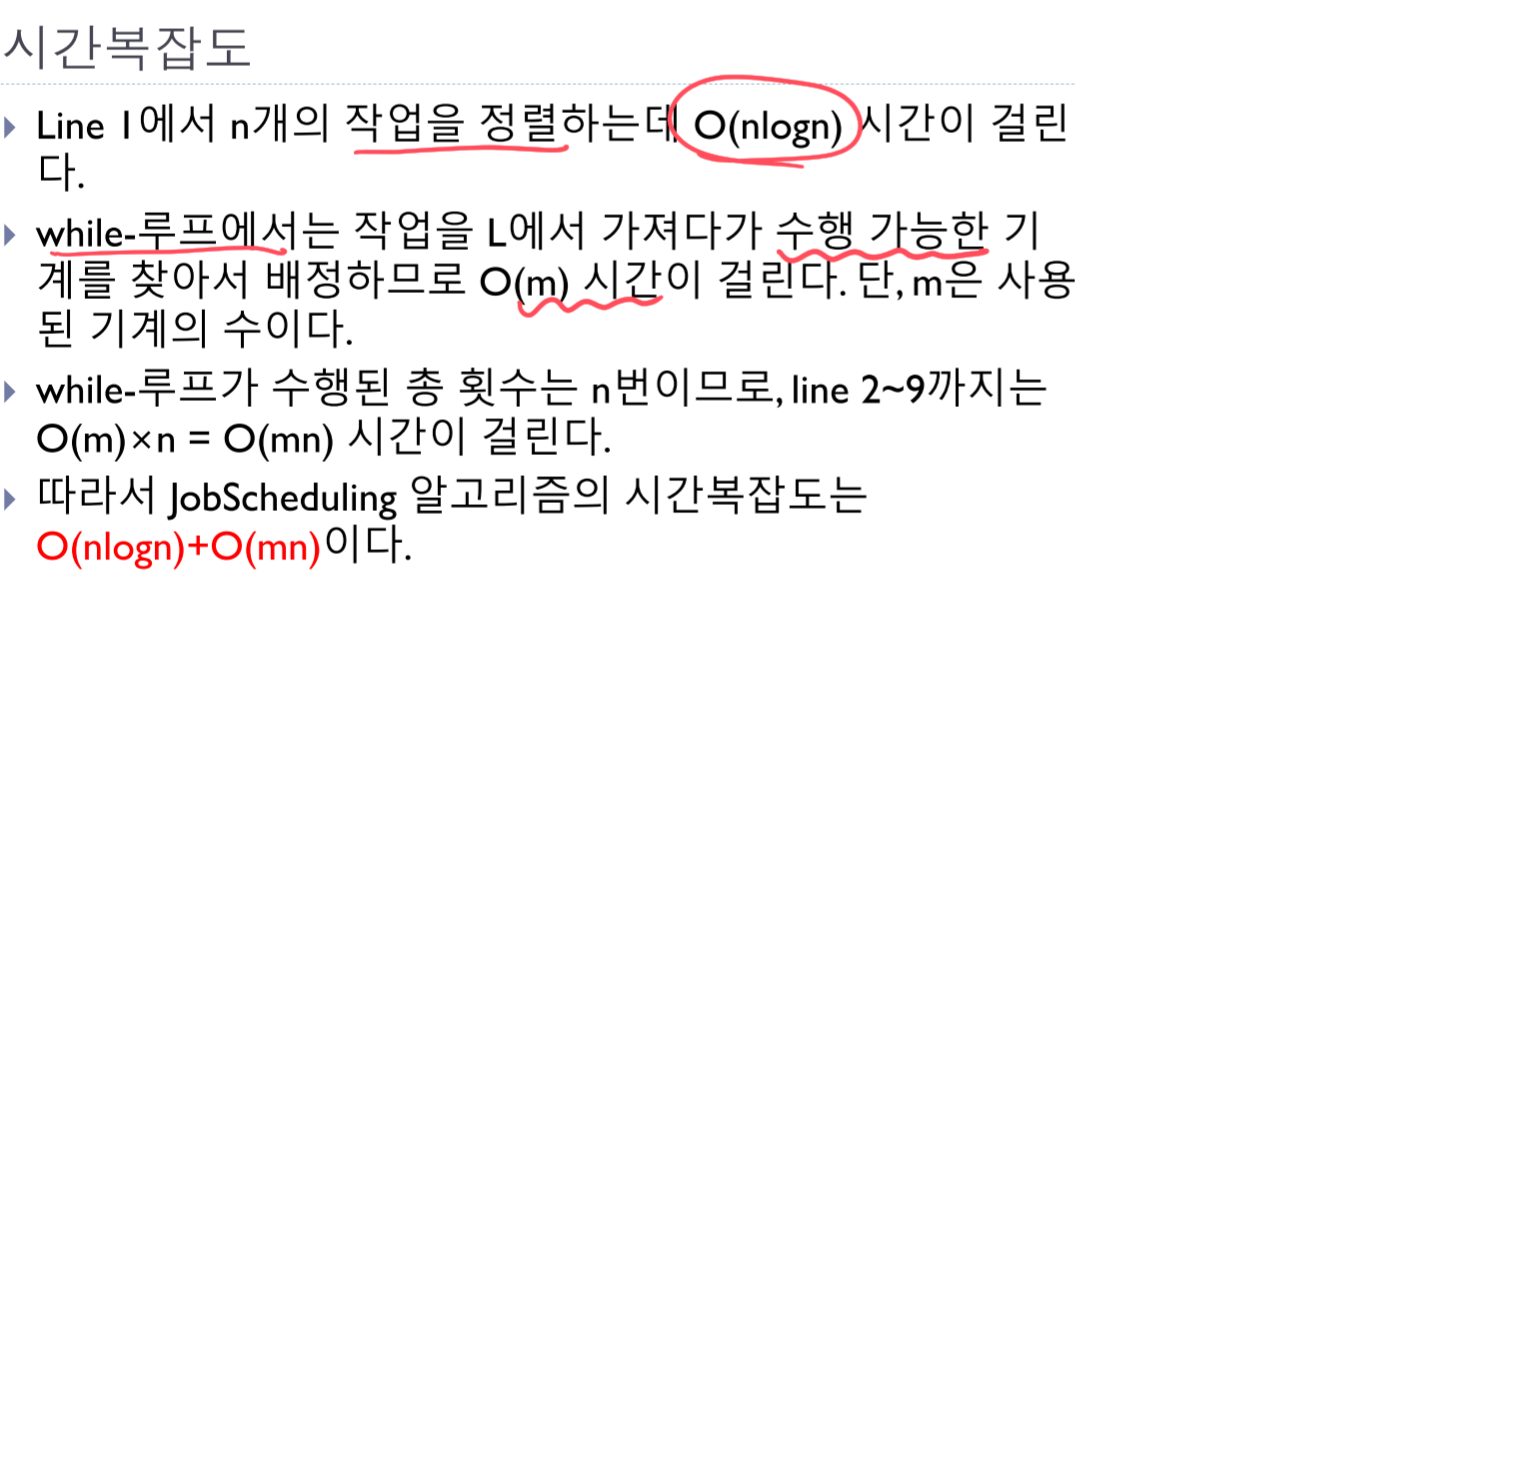 시간복잡도
Line 1에서 n개의 작업을 정렬하는데 O(nlogn) 시간이 걸린
다.
while-루프에서는 작업을 L에서 가져다가 수행 가능한 기
계를 찾아서 배정하므로 O(m) 시간이 걸린다. 단, m은 사용
된 기계의 수이다.
while-루프가 수행된 총 횟수는 n번이므로, line 2~9까지는
O(m)×n = O(mn) 시간이 걸린다.
따라서 JobScheduling 알고리즘의 시간복잡도는
O(nlogn)+O(mn)이다.